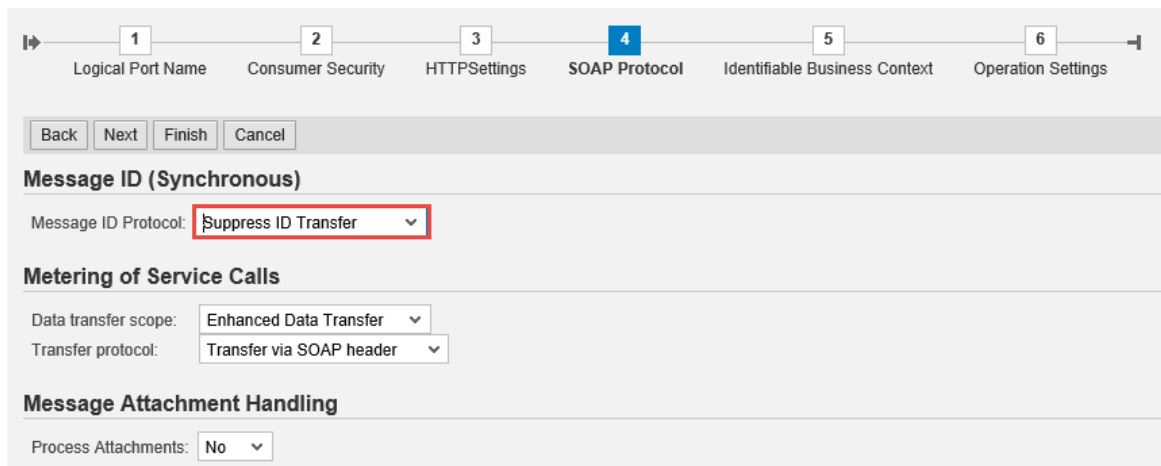 1 2 3 4 5 6
Logical Port Name Consumer Security HTTPSettings SOAP Protocol Identifiable Business Context Operation Settings
Back Next Finish Cancel
Message ID (Synchronous)
Message ID Protocol: Suppress ID Transfer
Metering of Service Calls
Data transfer scope: Enhanced Data Transfer
Transfer protocol: Transfer via SOAP header
Message Attachment Handling
Process Attachments: No